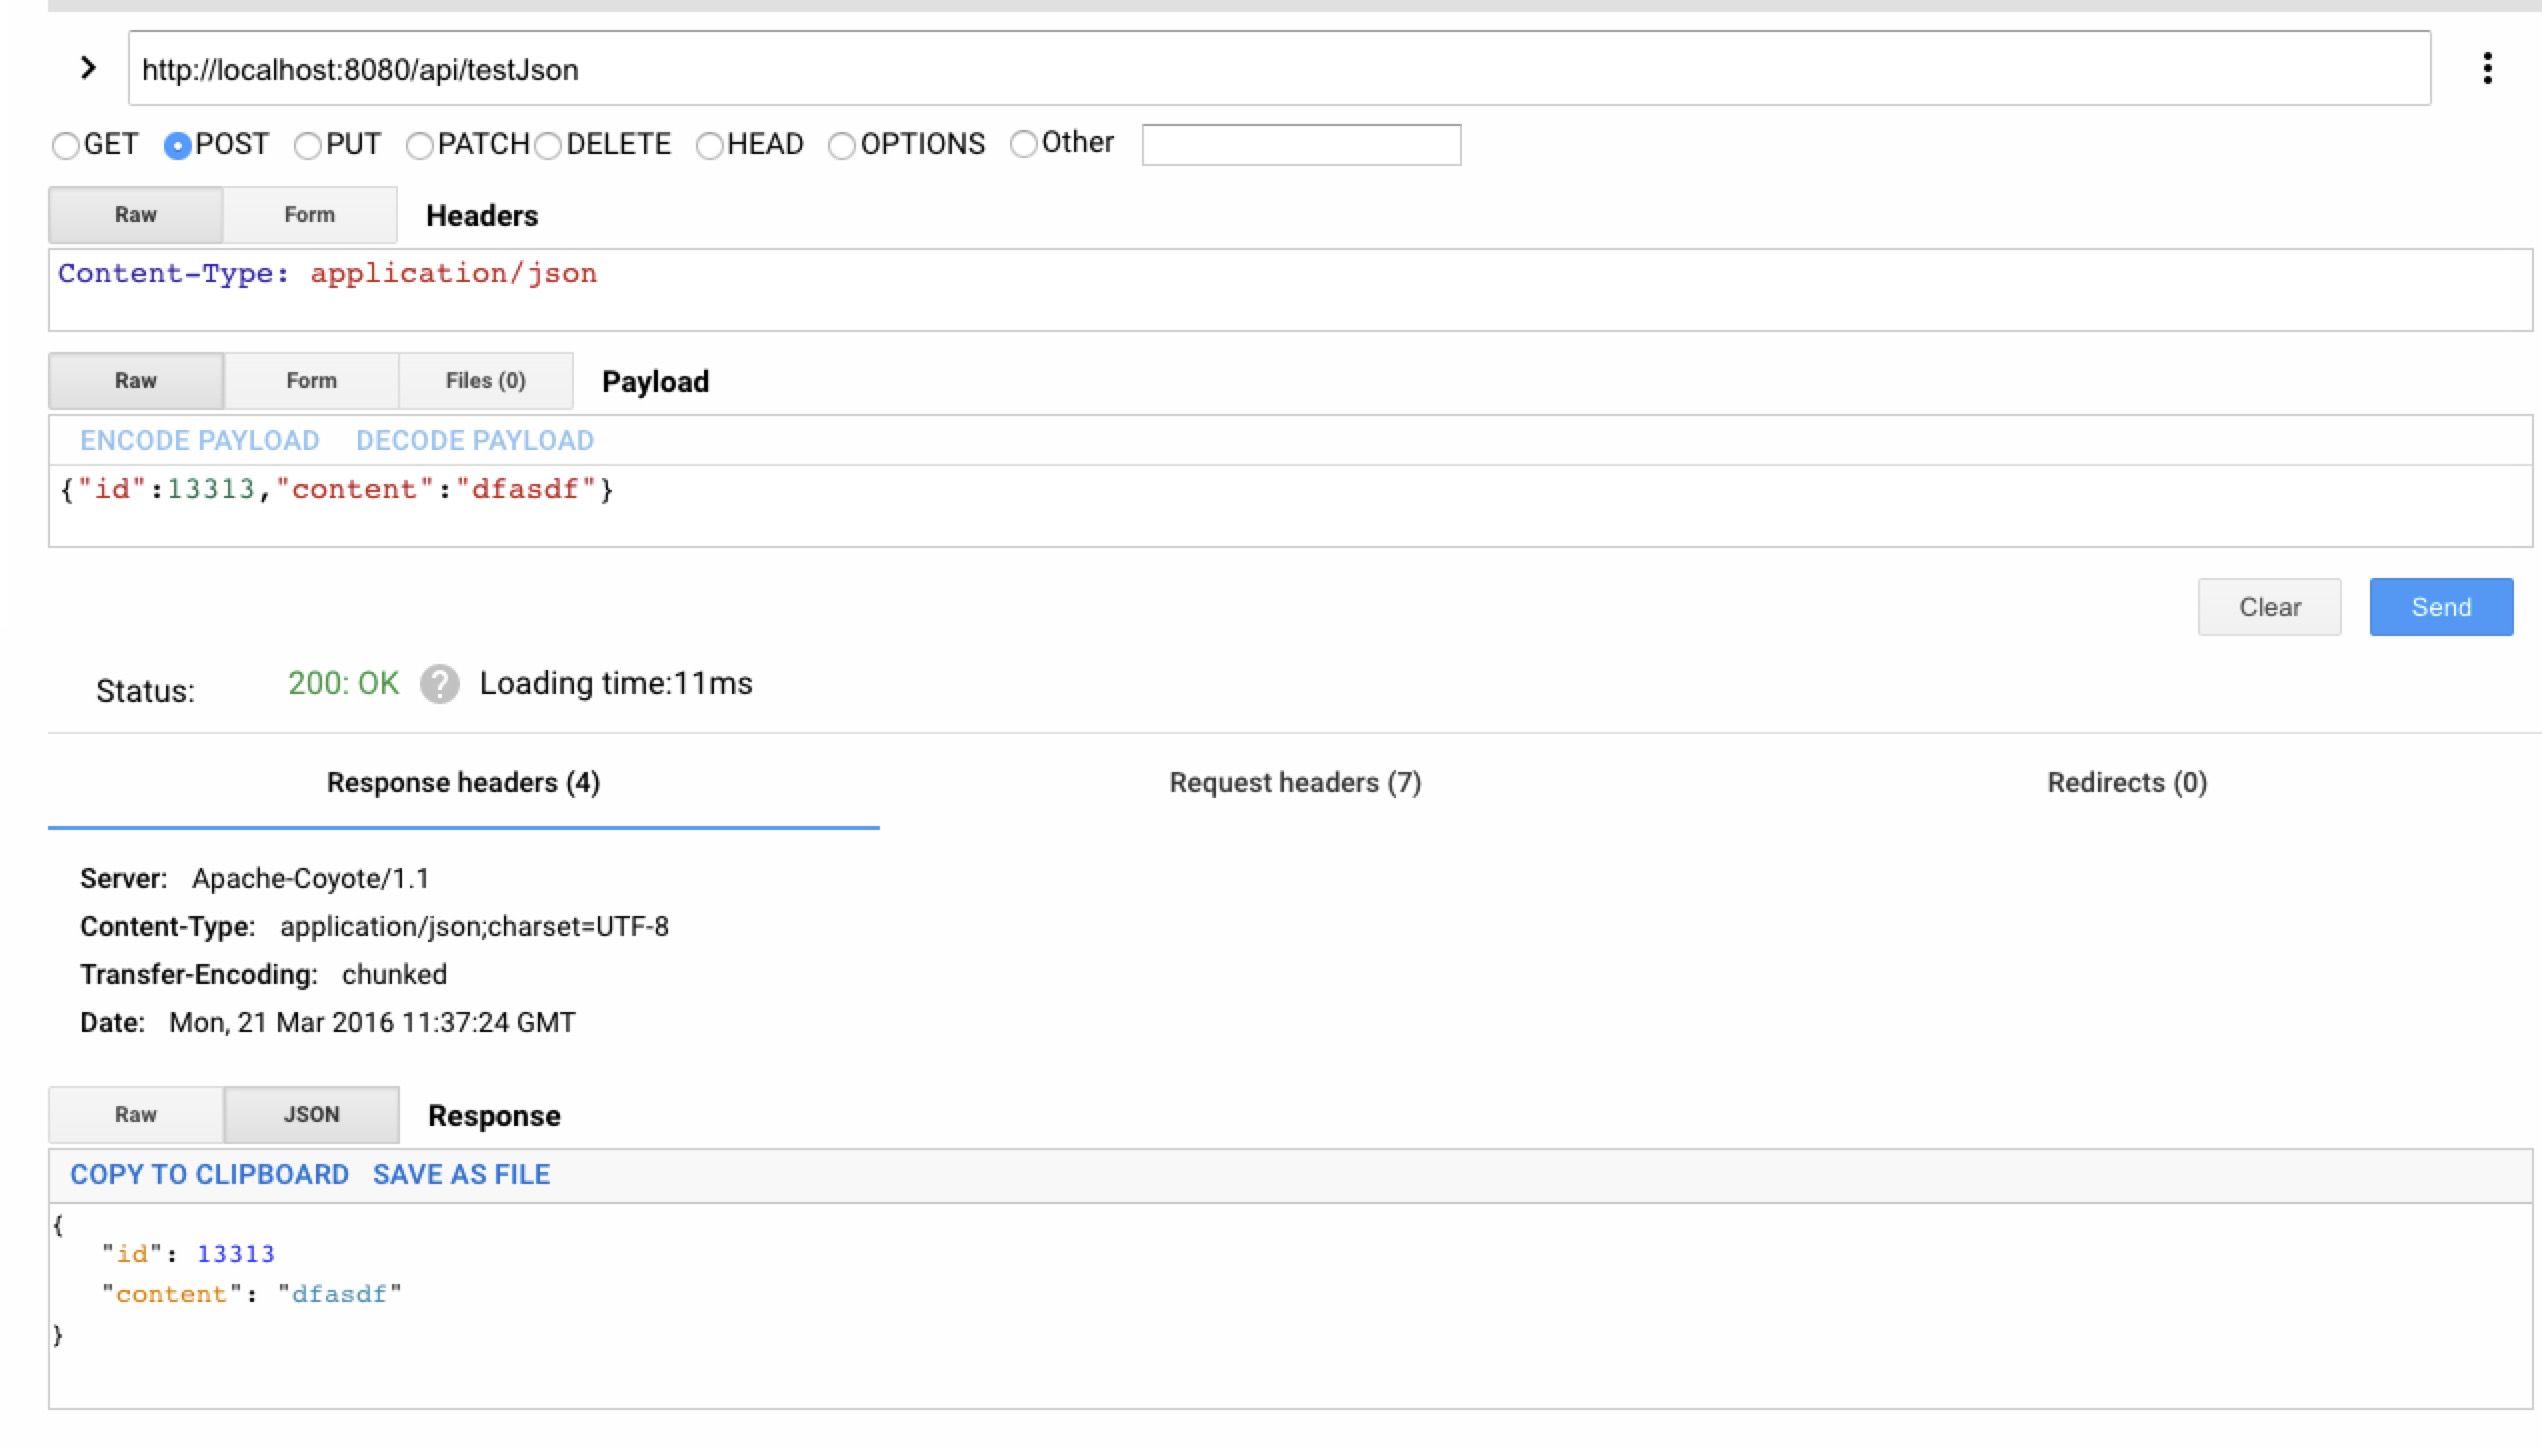 http://localhost:8080/api/testJson
GET POST PUT PATCH DELETE HEAD OPTIONS Other
Raw Form Headers
Content-Type: application/json
Raw Form Files (0) Payload
ENCODE PAYLOAD DECODE PAYLOAD
{"id":13313,"content":"dfasdf"}
Clear Send
Status: 200: OK ? Loading time:11ms
Response headers (4) Request headers (7) Redirects (0)
Server: Apache-Coyote/1.1
Content-Type: application/json;charset=UTF-8
Transfer-Encoding: chunked
Date: Mon, 21 Mar 2016 11:37:24 GMT
Raw JSON Response
COPY TO CLIPBOARD SAVE AS FILE
{
"id": 13313
"content": "dfasdf"
}